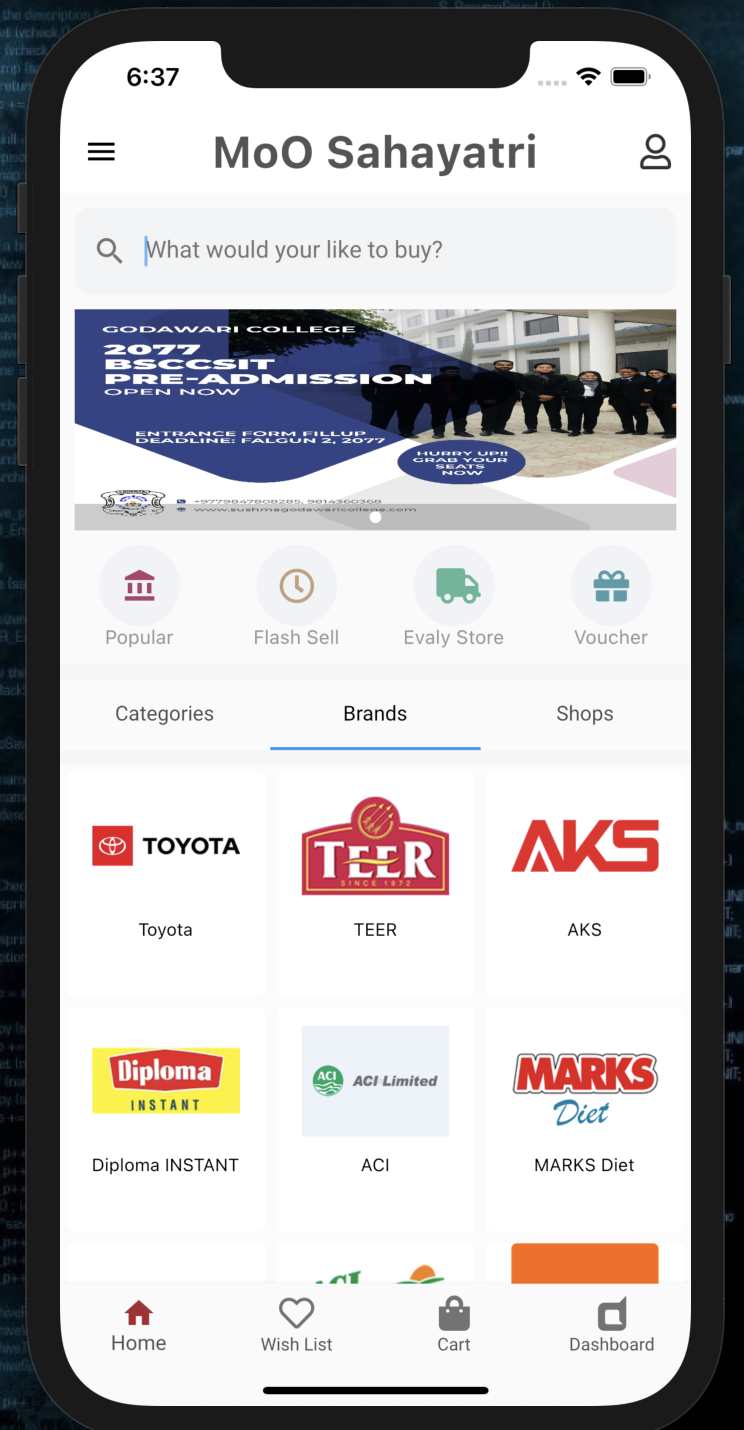 6:37
MoO Sahayatri
What would your like to buy?
GODAWARI COLLEGE
2077
BSCCSIT
PRE-ADMISSION
OPEN NOW
ENTRANCE FORM FILLUP
DEADLINE: FALGUN 2, 2077
HURRY UP!!
GRAB YOUR
SEATS
NOW
+9779847808285, 9814360368
www.sushmagodawaricollege.com
Popular
Flash Sell
Evaly Store
Voucher
Categories
Brands
Shops
TOYOTA
TEER
SINCE 1972
AKS
Toyota
TEER
AKS
Diploma
INSTANT
ACI
ACI Limited
MARKS
Diet
Diploma INSTANT
ACI
MARKS Diet
Home
Wish List
Cart
Dashboard